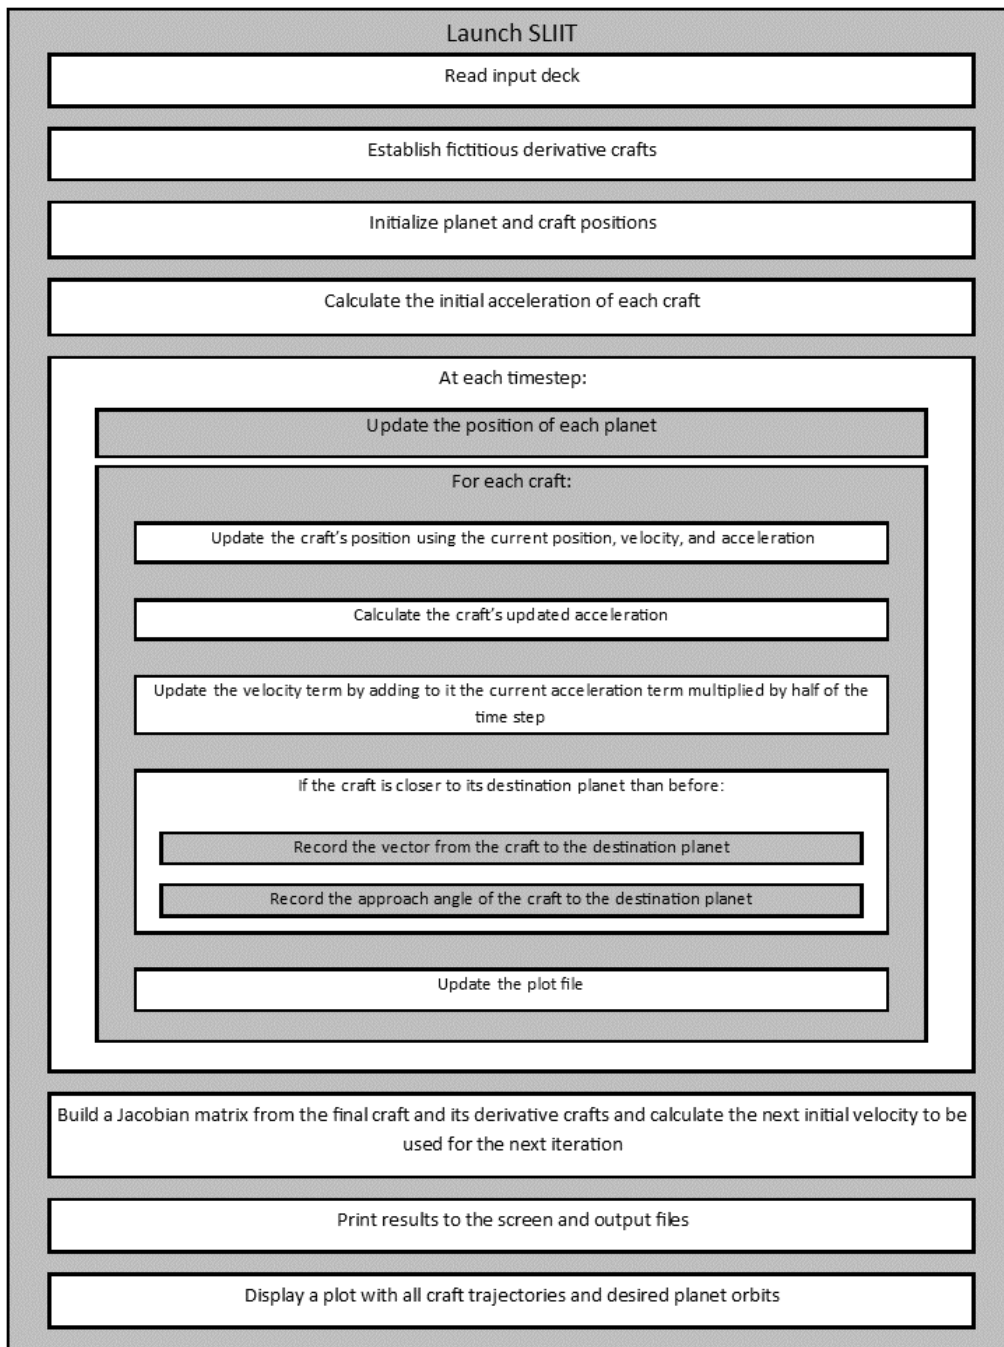 Launch SLIIT
Read input deck
Establish fictitious derivative crafts
Initialize planet and craft positions
Calculate the initial acceleration of each craft
At each timestep:
Update the position of each planet
For each craft:
Update the craft’s position using the current position, velocity, and acceleration
Calculate the craft’s updated acceleration
Update the velocity term by adding to it the current acceleration term multiplied by half of the
time step
If the craft is closer to its destination planet than before:
Record the vector from the craft to the destination planet
Record the approach angle of the craft to the destination planet
Update the plot file
Build a Jacobian matrix from the final craft and its derivative crafts and calculate the next initial velocity to be
used for the next iteration
Print results to the screen and output files
Display a plot with all craft trajectories and desired planet orbits